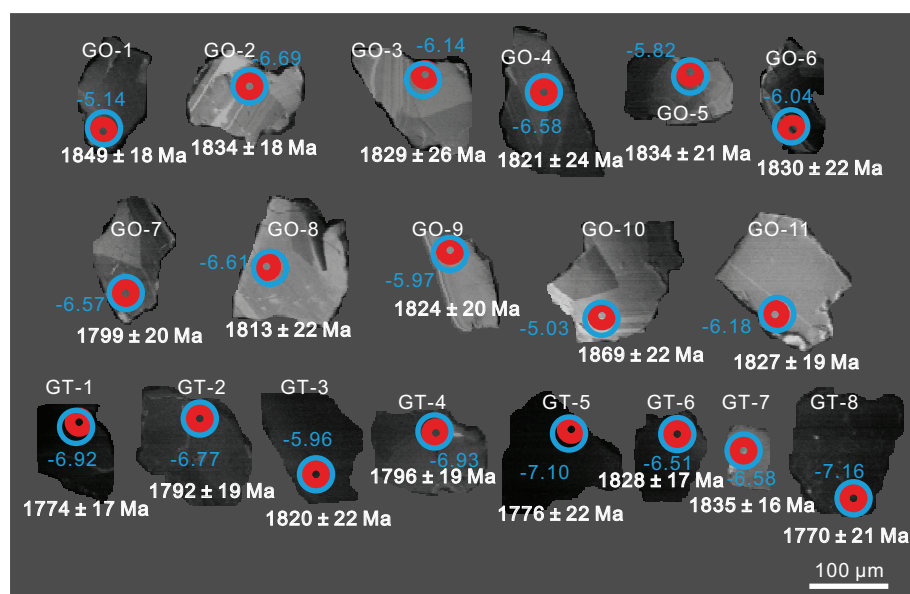 GO-1
-5.14
1849 ± 18 Ma
GO-2
-6.69
1834 ± 18 Ma
GO-3
-6.14
1829 ± 26 Ma
GO-4
-6.58
1821 ± 24 Ma
-5.82
GO-5
1834 ± 21 Ma
GO-6
-6.04
1830 ± 22 Ma
GO-7
-6.57
1799 ± 20 Ma
GO-8
-6.61
1813 ± 22 Ma
GO-9
-5.97
1824 ± 20 Ma
GO-10
-5.03
1869 ± 22 Ma
GO-11
-6.18
1827 ± 19 Ma
GT-1
-6.92
1774 ± 17 Ma
GT-2
-6.77
1792 ± 19 Ma
GT-3
-5.96
1820 ± 22 Ma
GT-4
-6.93
1796 ± 19 Ma
GT-5
-7.10
1776 ± 22 Ma
GT-6
-6.51
1828 ± 17 Ma
GT-7
-6.58
1835 ± 16 Ma
GT-8
-7.16
1770 ± 21 Ma
100 µm